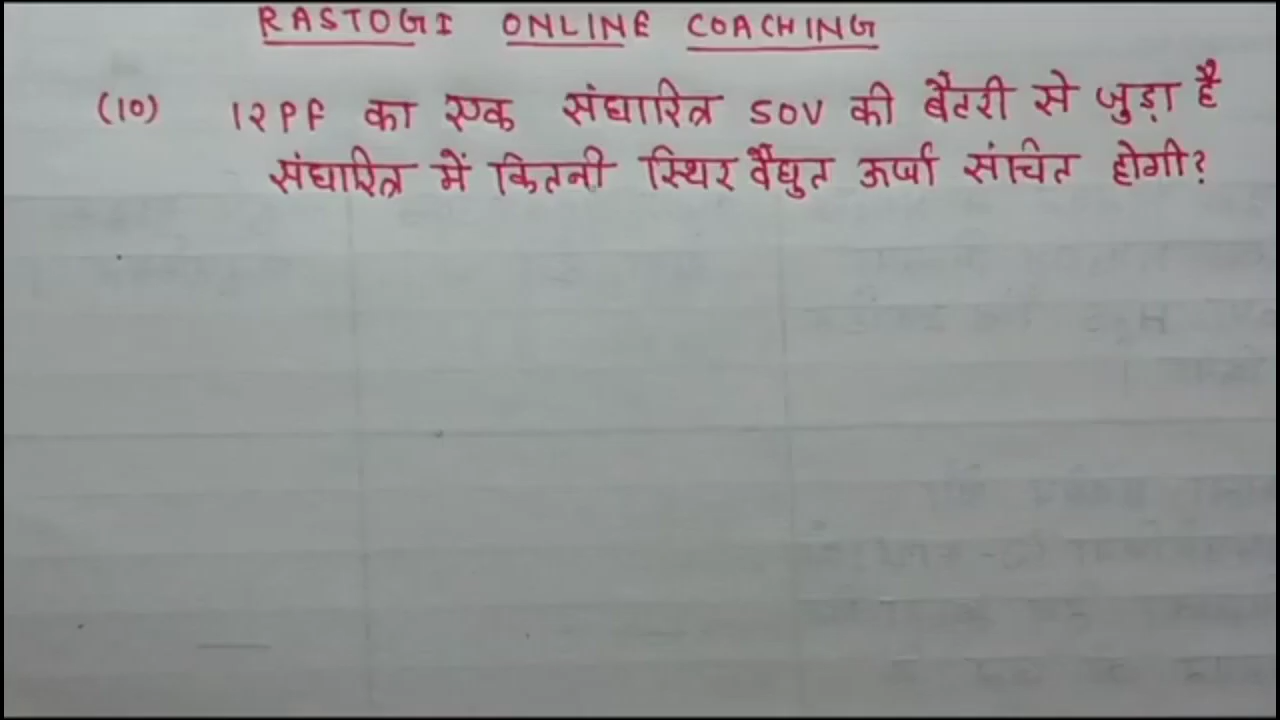 RASTOGI ONLINE COACHING
(10) 12PF का एक संधारित्र 50V की बैटरी से जुड़ा है
संधारित्र में कितनी स्थिर वैद्युत ऊर्जा संचित होगी?